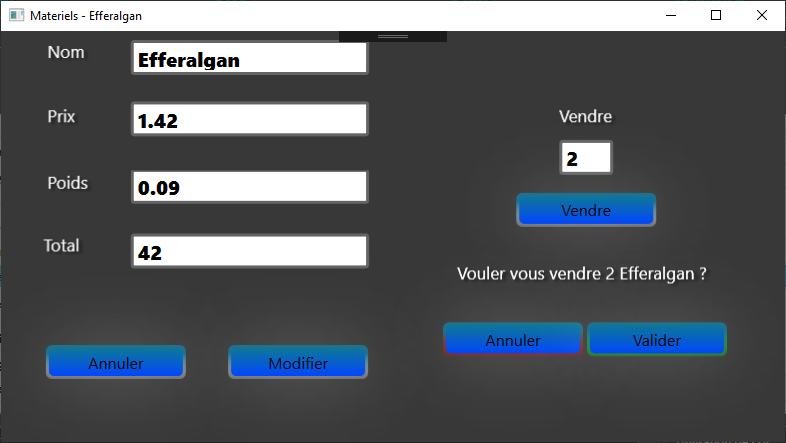 Materiels - Efferalgan
Nom
Efferalgan
Prix
1.42
Poids
0.09
Total
42
Annuler
Modifier
Vendre
2
Vendre
Vouler vous vendre 2 Efferalgan ?
Annuler
Valider